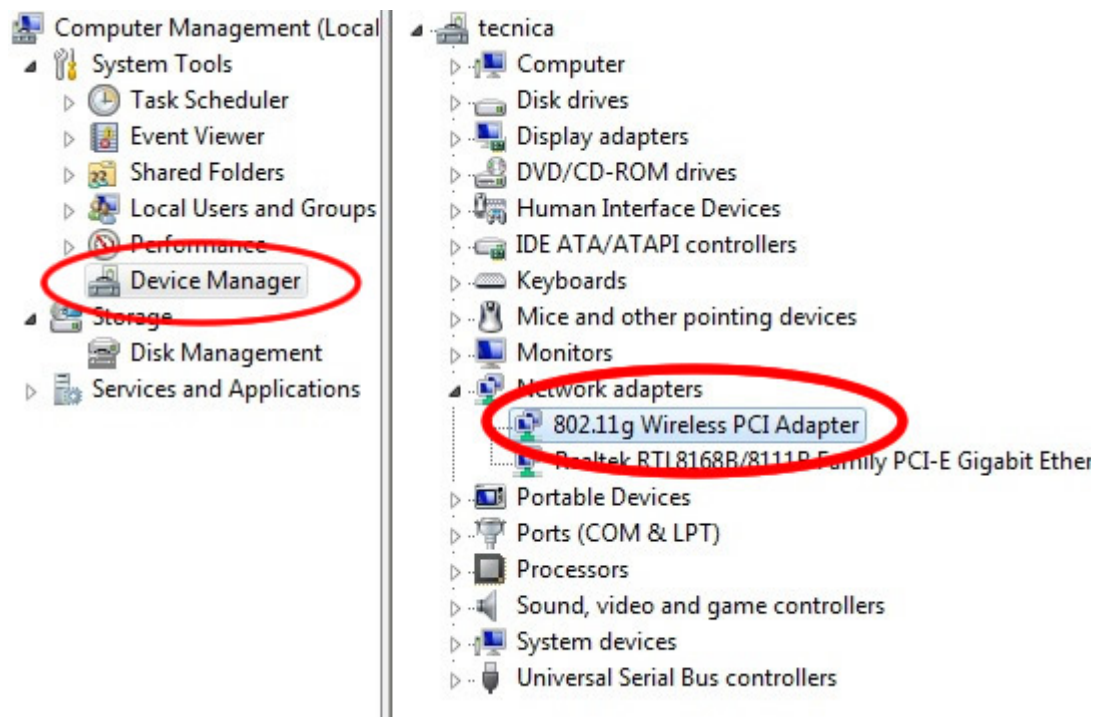 Computer Management (Local
System Tools
Task Scheduler
Event Viewer
Shared Folders
Local Users and Groups
Performance
Device Manager
Storage
Disk Management
Services and Applications
tecnica
Computer
Disk drives
Display adapters
DVD/CD-ROM drives
Human Interface Devices
IDE ATA/ATAPI controllers
Keyboards
Mice and other pointing devices
Monitors
Network adapters
802.11g Wireless PCI Adapter
Realtek RTL8168B/8111B Family PCI-E Gigabit Ether
Portable Devices
Ports (COM & LPT)
Processors
Sound, video and game controllers
System devices
Universal Serial Bus controllers